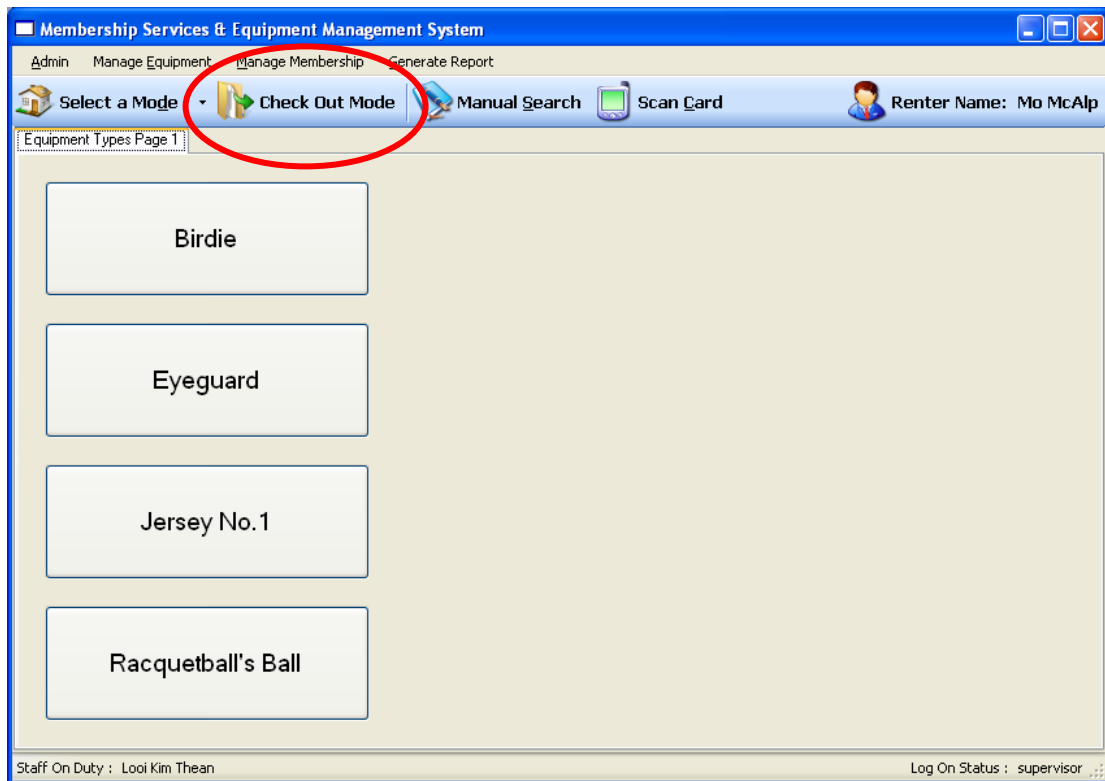 Membership Services & Equipment Management System
Admin Manage Equipment Manage Membership Generate Report
Select a Mode Check Out Mode Manual Search Scan Card Renter Name: Mo McAlp
Equipment Types Page 1
Birdie
Eyeguard
Jersey No.1
Racquetball's Ball
Staff On Duty : Looi Kim Thean Log On Status : supervisor